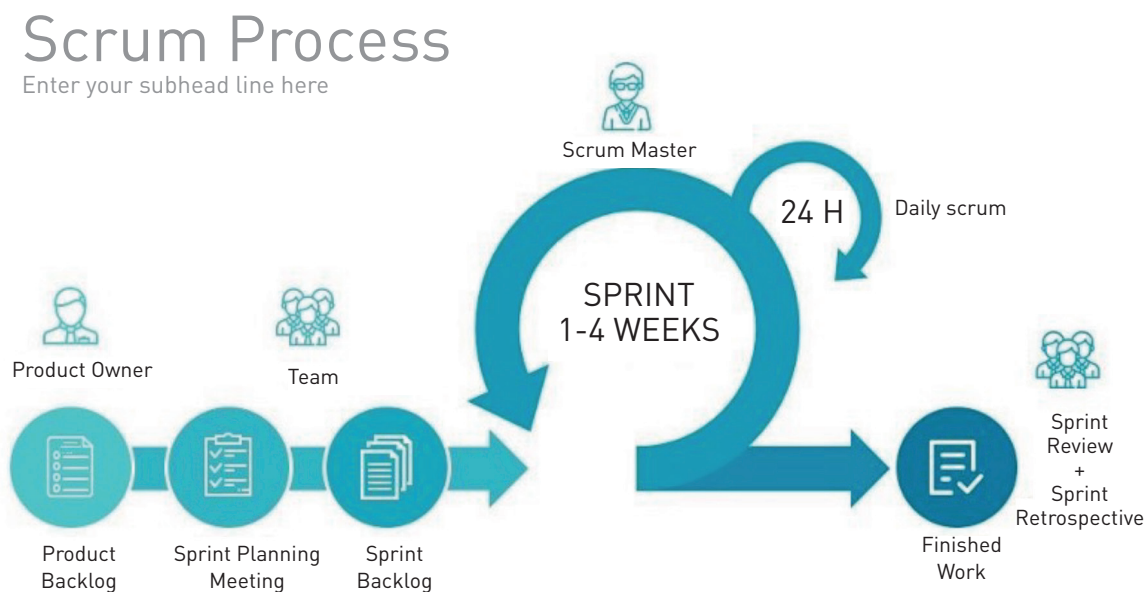 Scrum Process
Enter your subhead line here
Scrum Master
24 H
Daily scrum
SPRINT
1-4 WEEKS
Product Owner
Team
Sprint
Review
+
Sprint
Retrospective
Product
Backlog
Sprint Planning
Meeting
Sprint
Backlog
Finished
Work